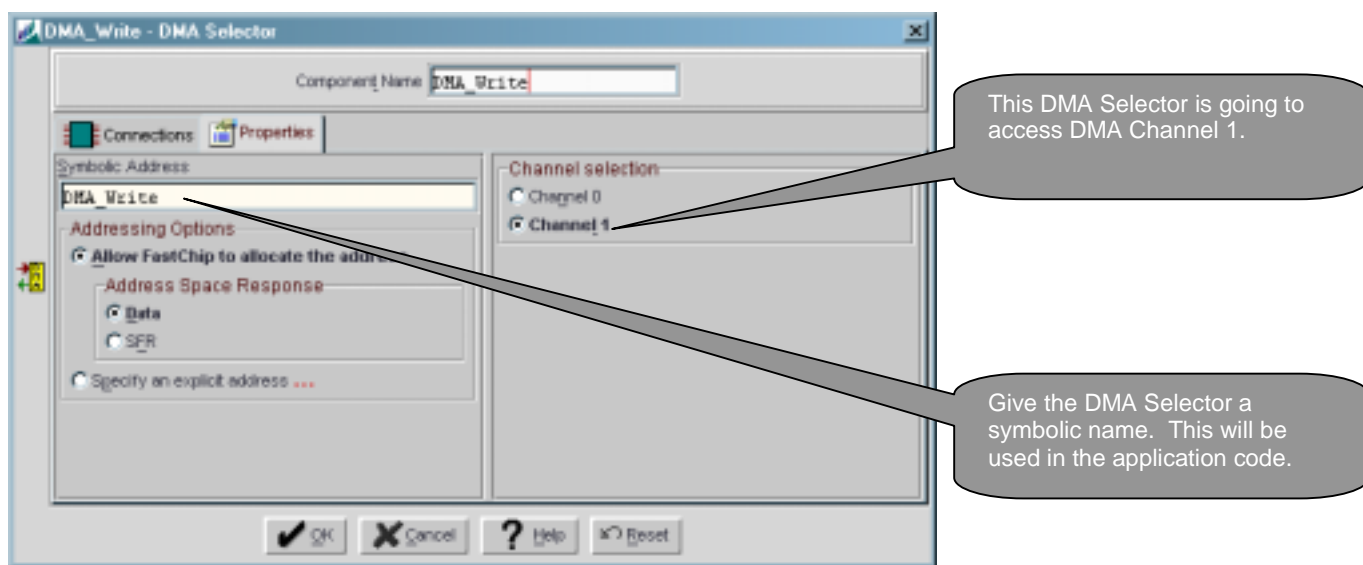 DMA_Write - DMA Selector
Component Name DMA_Write
Connections Properties
Symbolic Address
DMA_Write
Addressing Options
Allow FastChip to allocate the address
Address Space Response
Data
SFR
Specify an explicit address ...
Channel selection
Channel 0
Channel 1
OK Cancel ? Help Reset
This DMA Selector is going to
access DMA Channel 1.
Give the DMA Selector a
symbolic name. This will be
used in the application code.